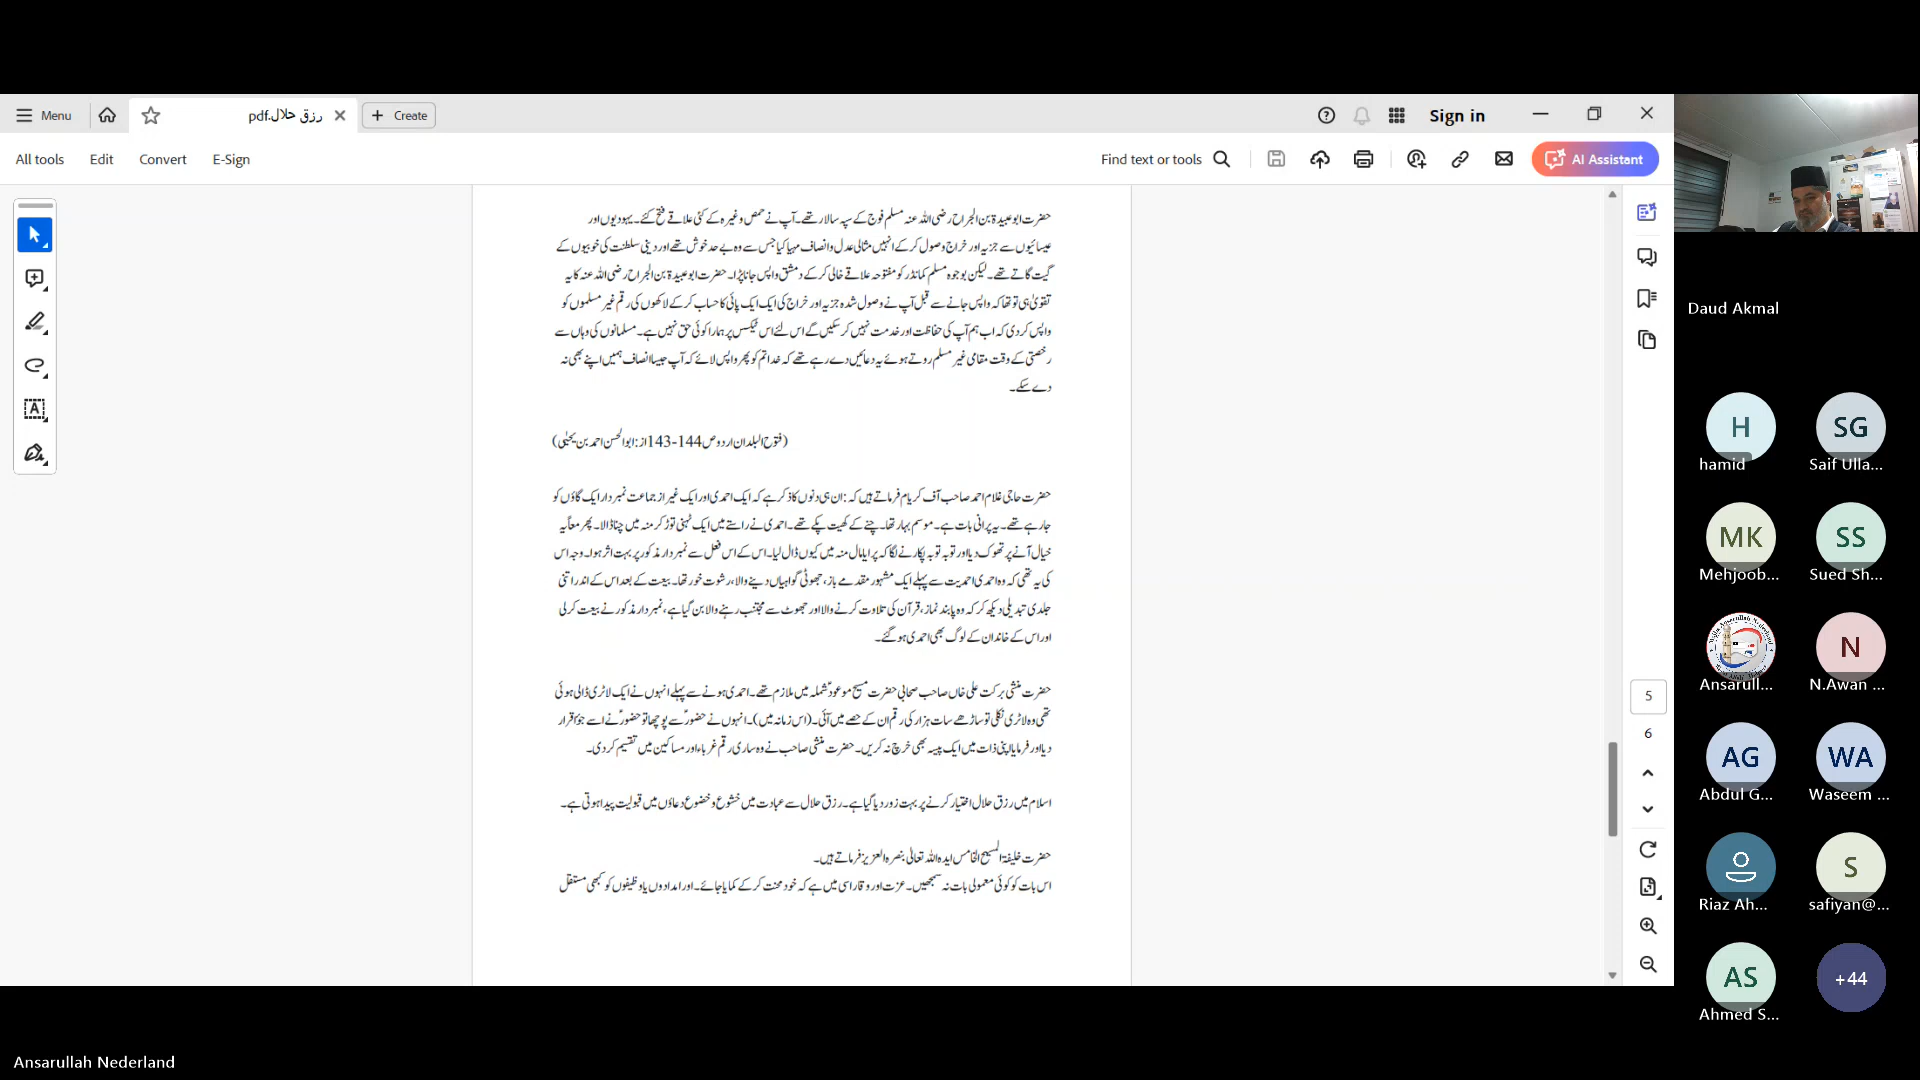 Menu
رزق حلال.pdf
Create
Sign in
All tools
Edit
Convert
E-Sign
Find text or tools
AI Assistant
حضرت ابوعبیدة بن الجراح رضی اللہ عنہ مسلم فوج کے سپہ سالار تھے۔ آپ نے حمص وغیرہ کے کئی علاقے فتح کئے۔ یہودیوں اور
عیسائیوں سے جزیہ اور خراج وصول کر کے انہیں مثالی عدل و انصاف مہیا کیا جس سے وہ بے حد خوش تھے اور دینی سلطنت کی خوبیوں کے
گیت گاتے تھے۔ لیکن بوجوہ مسلم کمانڈر کو مفتوحہ علاقے خالی کر کے دمشق واپس جانا پڑا۔ حضرت ابوعبیدة بن الجراح رضی اللہ عنہ کا یہ
تقویٰ ہی تو تھا کہ واپس جانے سے قبل آپ نے وصول شدہ جزیہ اور خراج کی ایک ایک پائی کا حساب کر کے لاکھوں کی رقم غیر مسلموں کو
واپس کر دی کہ اب ہم آپ کی حفاظت اور خدمت نہیں کر سکیں گے اس لئے اس ٹیکس پر ہمارا کوئی حق نہیں ہے۔ مسلمانوں کی وہاں سے
رخصتی کے وقت مقامی غیر مسلم روتے ہوئے یہ دعائیں دے رہے تھے کہ خدا تم کو پھر واپس لائے کہ آپ جیسا انصاف ہمیں اپنے بھی نہ
دے سکے۔
(فتوح البلدان اردو ص 144-143 از: ابوالحسن احمد بن یحیٰی)
حضرت حاجی غلام احمد صاحب آف کریام فرماتے ہیں کہ: ان ہی دنوں کا ذکر ہے کہ ایک احمدی اور ایک غیر از جماعت نمبردار ایک گاؤں کو
جا رہے تھے۔ یہ پرانی بات ہے۔ موسم بہار تھا۔ چنے کے کھیت پکے تھے۔ احمدی نے راستے میں ایک ٹہنی توڑ کر منہ میں چنا ڈالا۔ پھر معاً یہ
خیال آنے پر تھوک دیا اور توبہ توبہ پکارنے لگا کہ پرایا مال منہ میں کیوں ڈال لیا۔ اس کے اس فعل سے نمبردار مذکور پر بہت اثر ہوا۔ وجہ اس
کی یہ تھی کہ وہ احمدی احمدیت سے پہلے ایک مشہور مقدمے باز، جھوٹی گواہیاں دینے والا، رشوت خور تھا۔ بیعت کے بعد اس کے اندر اتنی
جلدی تبدیلی دیکھ کر کہ وہ پابند نماز، قرآن کی تلاوت کرنے والا اور جھوٹ سے مجتنب رہنے والا بن گیا ہے، نمبردار مذکور نے بیعت کر لی
اور اس کے خاندان کے لوگ بھی احمدی ہو گئے۔
حضرت منشی برکت علی خاں صاحب صحابی حضرت مسیح موعودؑ شملہ میں ملازم تھے۔ احمدی ہونے سے پہلے انہوں نے ایک لاٹری ڈالی ہوئی
تھی وہ لاٹری نکلی تو ساڑھے سات ہزار کی رقم ان کے حصے میں آئی۔ (اس زمانہ میں)۔ انہوں نے حضورؑ سے پوچھا تو حضورؑ نے اسے جوا قرار
دیا اور فرمایا اپنی ذات میں ایک پیسہ بھی خرچ نہ کریں۔ حضرت منشی صاحب نے وہ ساری رقم غرباء اور مساکین میں تقسیم کر دی۔
اسلام میں رزق حلال اختیار کرنے پر بہت زور دیا گیا ہے۔ رزق حلال سے عبادت میں خشوع و خضوع دعاؤں میں قبولیت پیدا ہوتی ہے۔
حضرت خلیفة المسیح الخامس ایدہ اللہ تعالیٰ بنصرہ العزیز فرماتے ہیں۔
اس بات کو کوئی معمولی بات نہ سمجھیں۔ عزت اور وقار اسی میں ہے کہ خود محنت کر کے کمایا جائے۔ اور امدادوں یا وظیفوں کو کبھی مستقل
5
6
Daud Akmal
H
hamid
SG
Saif Ulla...
MK
Mehjoob...
SS
Sued Sh...
Ansarull...
N
N.Awan ...
AG
Abdul G...
WA
Waseem ...
Riaz Ah...
S
safiyan@...
AS
Ahmed S...
+44
Ansarullah Nederland